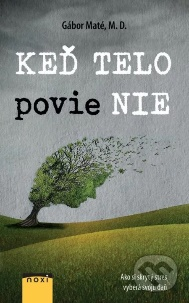 Gábor Maté, M. D.
KEĎ TELO
povie NIE
Ako si skrytý stres
vyberá svoju daň
noxi